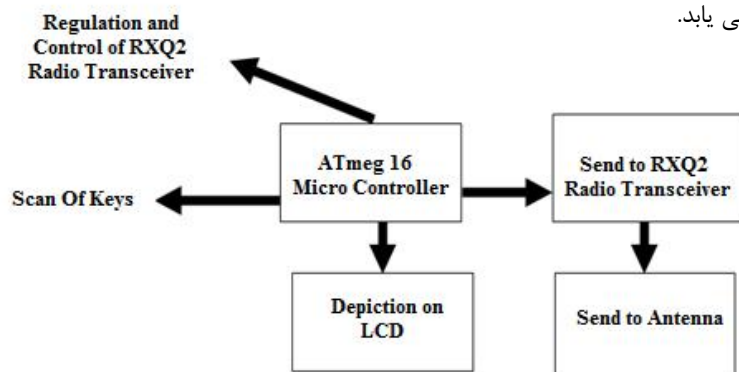 ی یابد.
Regulation and
Control of RXQ2
Radio Transceiver
ATmeg 16
Micro Controller
Send to RXQ2
Radio Transceiver
Scan Of Keys
Depiction on
LCD
Send to Antenna